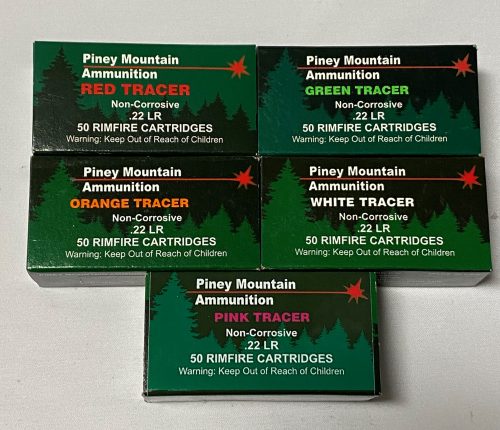 Piney Mountain
Ammunition
RED TRACER
Non-Corrosive
.22 LR
50 RIMFIRE CARTRIDGES
Warning: Keep Out of Reach of Children
Piney Mountain
Ammunition
GREEN TRACER
Non-Corrosive
.22 LR
50 RIMFIRE CARTRIDGES
Warning: Keep Out of Reach of Children
Piney Mountain
Ammunition
ORANGE TRACER
Non-Corrosive
.22 LR
50 RIMFIRE CARTRIDGES
Warning: Keep Out of Reach of Children
Piney Mountain
Ammunition
WHITE TRACER
Non-Corrosive
.22 LR
50 RIMFIRE CARTRIDGES
Warning: Keep Out of Reach of Children
Piney Mountain
Ammunition
PINK TRACER
Non-Corrosive
.22 LR
50 RIMFIRE CARTRIDGES
Warning: Keep Out of Reach of Children